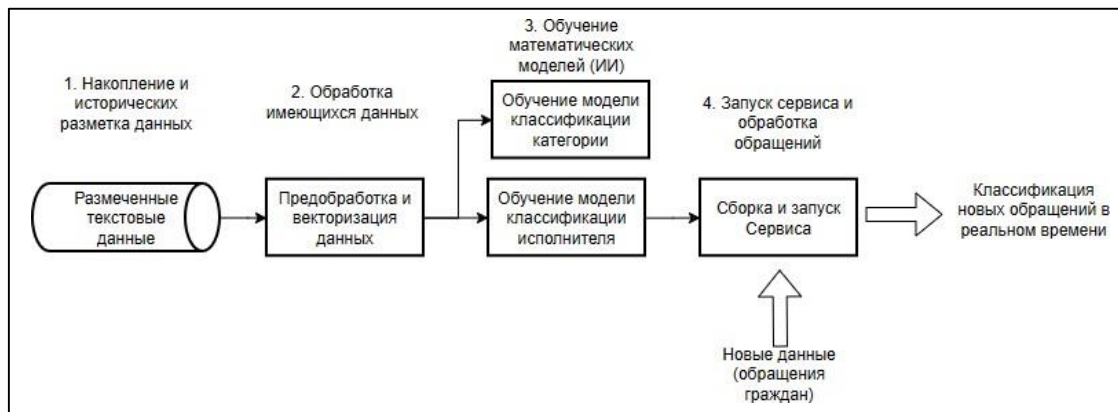 1. Накопление и
исторических
разметка данных
Размеченные
текстовые
данные
2. Обработка
имеющихся данных
Предобработка и
векторизация
данных
3. Обучение
математических
моделей (ИИ)
Обучение модели
классификации
категории
Обучение модели
классификации
исполнителя
4. Запуск сервиса и
обработка
обращений
Сборка и запуск
Сервиса
Новые данные
(обращения
граждан)
Классификация
новых обращений в
реальном времени